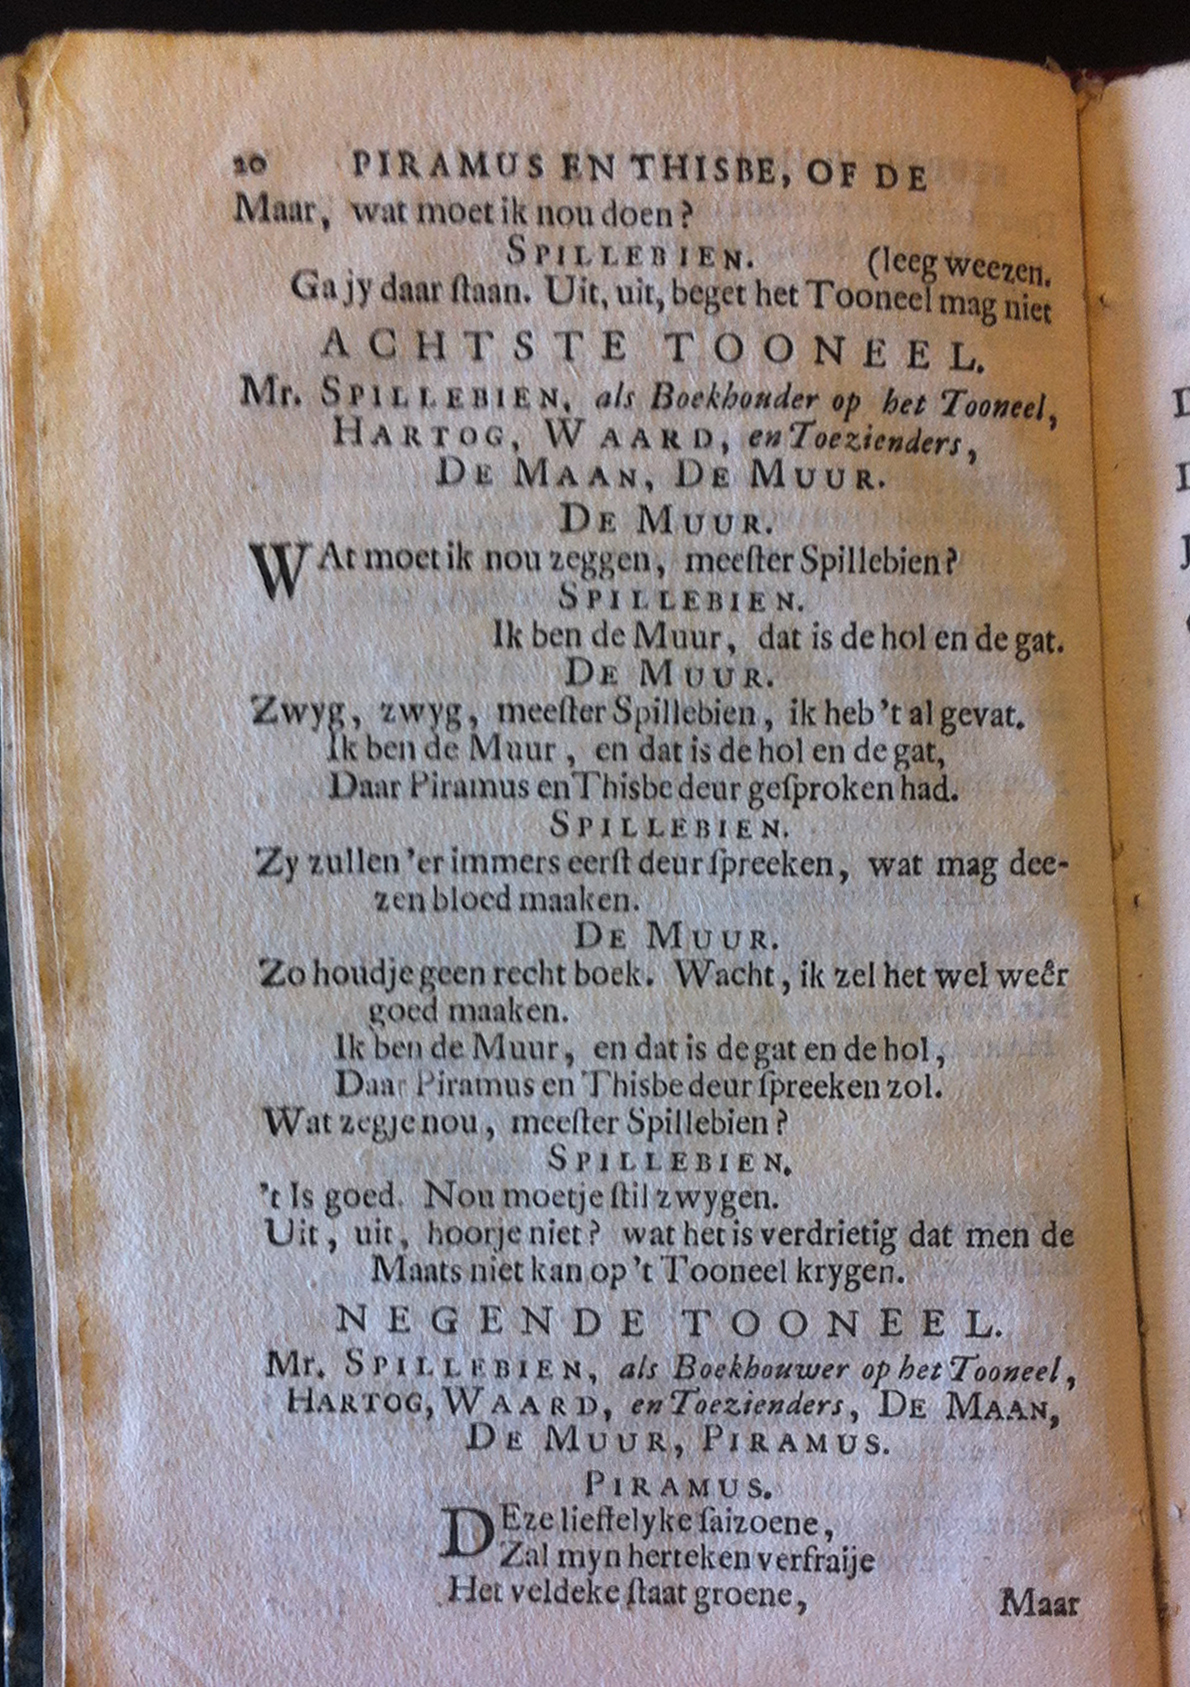 20 PIRAMUS EN THISBE, OF DE
Maar, wat moet ik nou doen?
SPILLEBIEN. (leeg weezen.
Ga jy daar ſtaan. Uit, uit, beget het Tooneel mag niet
ACHTSTE TOONEEL.
Mr. SPILLEBIEN, als Boekhouder op het Tooneel,
HARTOG, WAARD, en Toezienders,
DE MAAN, DE MUUR.
DE MUUR.
WAt moet ik nou zeggen, meeſter Spillebien?
SPILLEBIEN.
Ik ben de Muur, dat is de hol en de gat.
DE MUUR.
Zwyg, zwyg, meeſter Spillebien, ik heb 't al gevat.
Ik ben de Muur, en dat is de hol en de gat,
Daar Piramus en Thisbe deur geſproken had.
SPILLEBIEN.
Zy zullen 'er immers eerſt deur ſpreeken, wat mag dee-
zen bloed maaken.
DE MUUR.
Zo houdje geen recht boek. Wacht, ik zel het wel weêr
goed maaken.
Ik ben de Muur, en dat is de gat en de hol,
Daar Piramus en Thisbe deur ſpreeken zol.
Wat zegje nou, meeſter Spillebien?
SPILLEBIEN.
't Is goed. Nou moetje ſtil zwygen.
Uit, uit, hoorje niet? wat het is verdrietig dat men de
Maats niet kan op 't Tooneel krygen.
NEGENDE TOONEEL.
Mr. SPILLEBIEN, als Boekhouwer op het Tooneel,
HARTOG, WAARD, en Toezienders, DE MAAN,
DE MUUR, PIRAMUS.
PIRAMUS.
DEze lieffelyke ſaizoene,
Zal myn herteken verfraije
Het veldeke ſtaat groene,
Maar